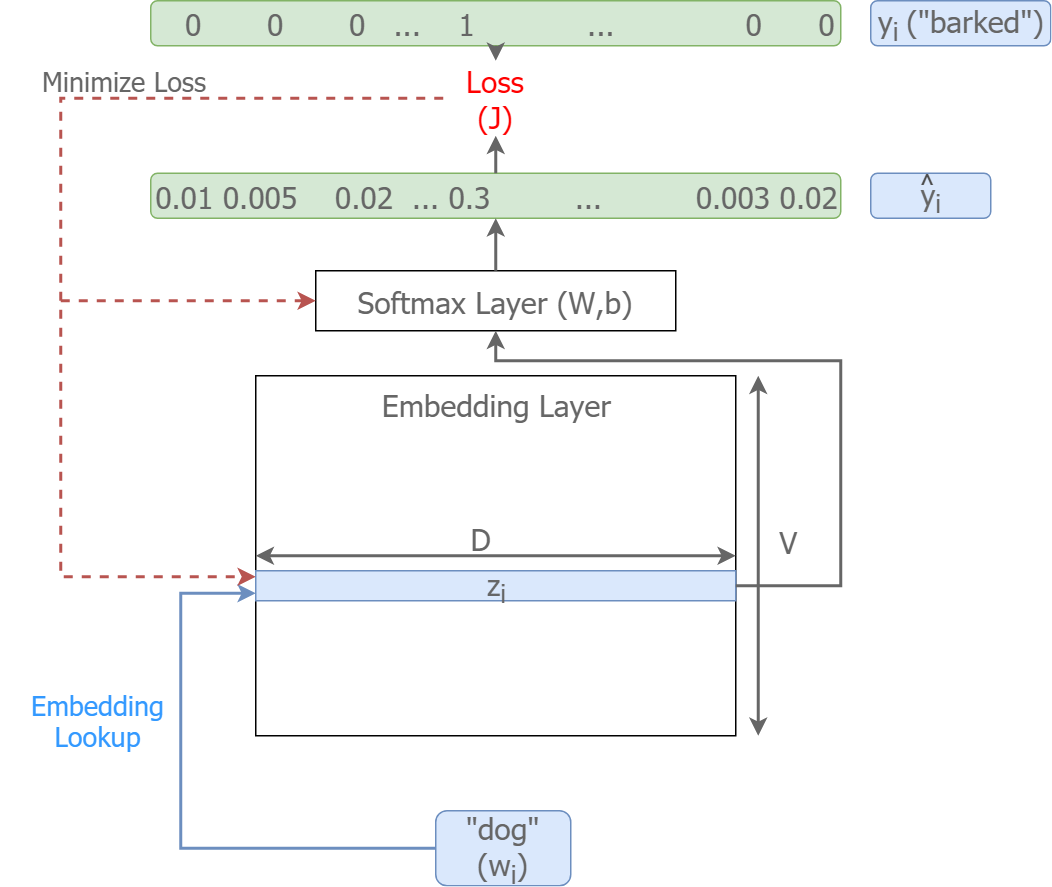 0 0 0 ... 1 ... 0 0
yᵢ ("barked")
Minimize Loss
Loss
(J)
0.01 0.005 0.02 ... 0.3 ... 0.003 0.02
ŷᵢ
Softmax Layer (W,b)
Embedding Layer
D
V
zᵢ
Embedding
Lookup
"dog"
(wᵢ)